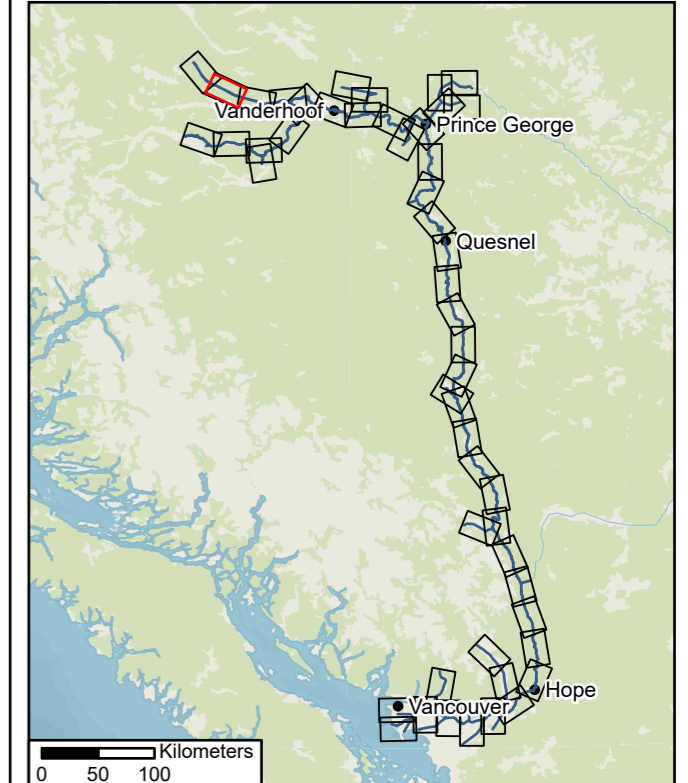 Vanderhoof
Prince George
Quesnel
Hope
Vancouver
Kilometers
0 50 100